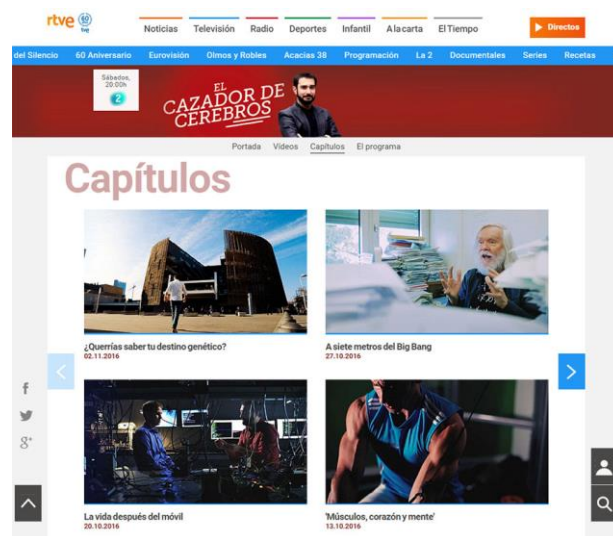 rtve 60 tve
Noticias Televisión Radio Deportes Infantil A la carta El Tiempo Directos
del Silencio 60 Aniversario Eurovisión Olmos y Robles Acacias 38 Programación La 2 Documentales Series Recetas
Sábados,
20:00h
2
EL
CAZADOR DE
CEREBROS
Portada Vídeos Capítulos El programa
Capítulos
¿Querrías saber tu destino genético?
02.11.2016
A siete metros del Big Bang
27.10.2016
La vida después del móvil
20.10.2016
'Músculos, corazón y mente'
13.10.2016